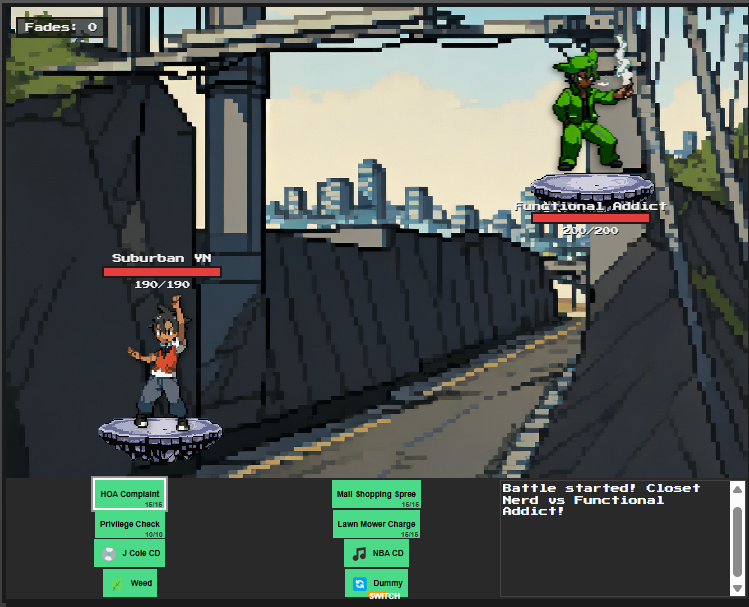 Fades: 0
Functional Addict
200/200
Suburban YN
190/190
HOA Complaint
16/16
Mall Shopping Spree
16/16
Privilege Check
10/10
Lawn Mower Charge
16/16
J Cole CD
NBA CD
Weed
Dummy
SWITCH
Battle started! Closet
Nerd vs Functional
Addict!